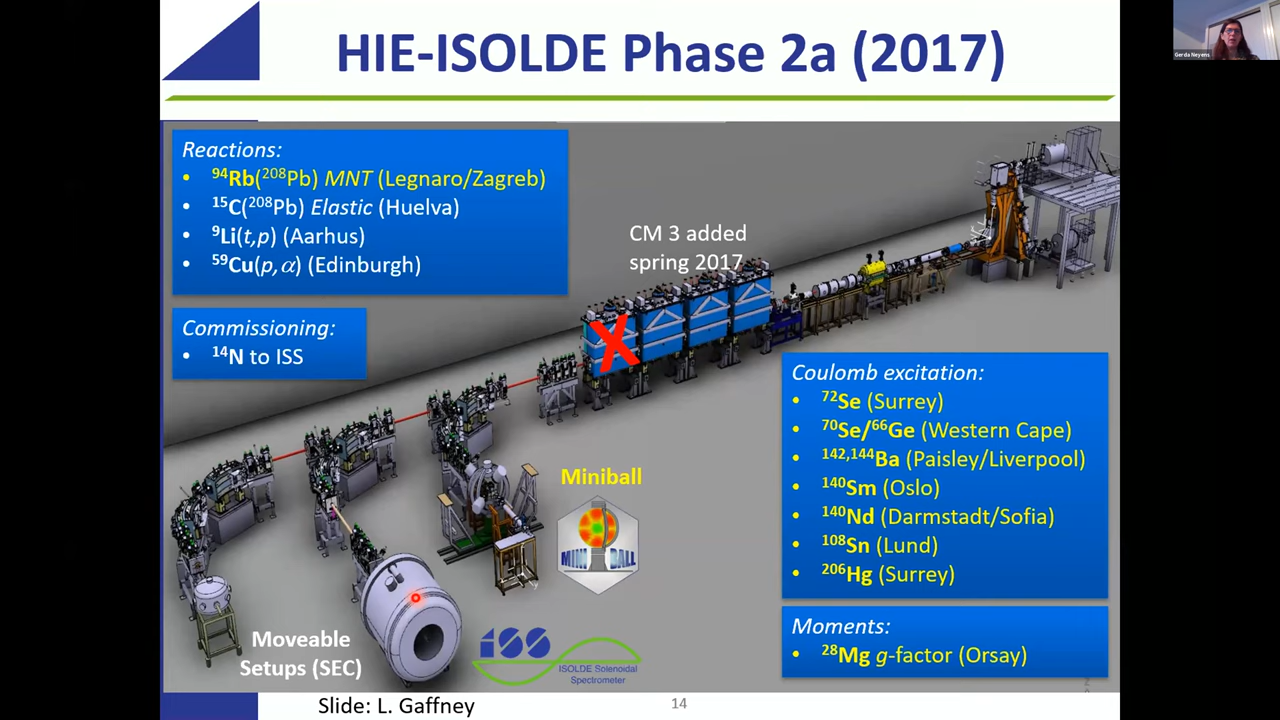 HIE-ISOLDE Phase 2a (2017)
Gerda Neyens
Reactions:
• ⁹⁴Rb(²⁰⁸Pb) MNT (Legnaro/Zagreb)
• ¹⁵C(²⁰⁸Pb) Elastic (Huelva)
• ⁹Li(t,p) (Aarhus)
• ⁵⁹Cu(p,α) (Edinburgh)
Commissioning:
• ¹⁴N to ISS
CM 3 added
spring 2017
X
Coulomb excitation:
• ⁷²Se (Surrey)
• ⁷⁰Se/⁶⁶Ge (Western Cape)
• ¹⁴²,¹⁴⁴Ba (Paisley/Liverpool)
• ¹⁴⁰Sm (Oslo)
• ¹⁴⁰Nd (Darmstadt/Sofia)
• ¹⁰⁸Sn (Lund)
• ²⁰⁶Hg (Surrey)
Moments:
• ²⁸Mg g-factor (Orsay)
Miniball
MINIBALL
Moveable
Setups (SEC)
ISS
ISOLDE Solenoidal
Spectrometer
Slide: L. Gaffney
14